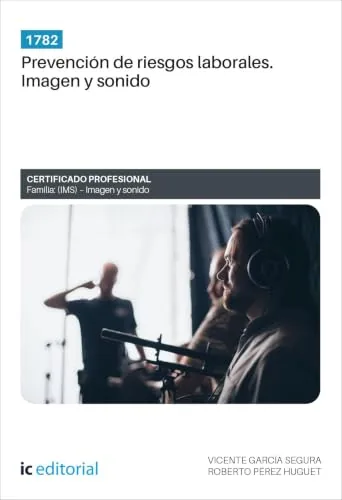 1782
Prevención de riesgos laborales.
Imagen y sonido
CERTIFICADO PROFESIONAL
Familia: (IMS) – Imagen y sonido
VICENTE GARCÍA SEGURA
ROBERTO PÉREZ HUGUET
ic editorial